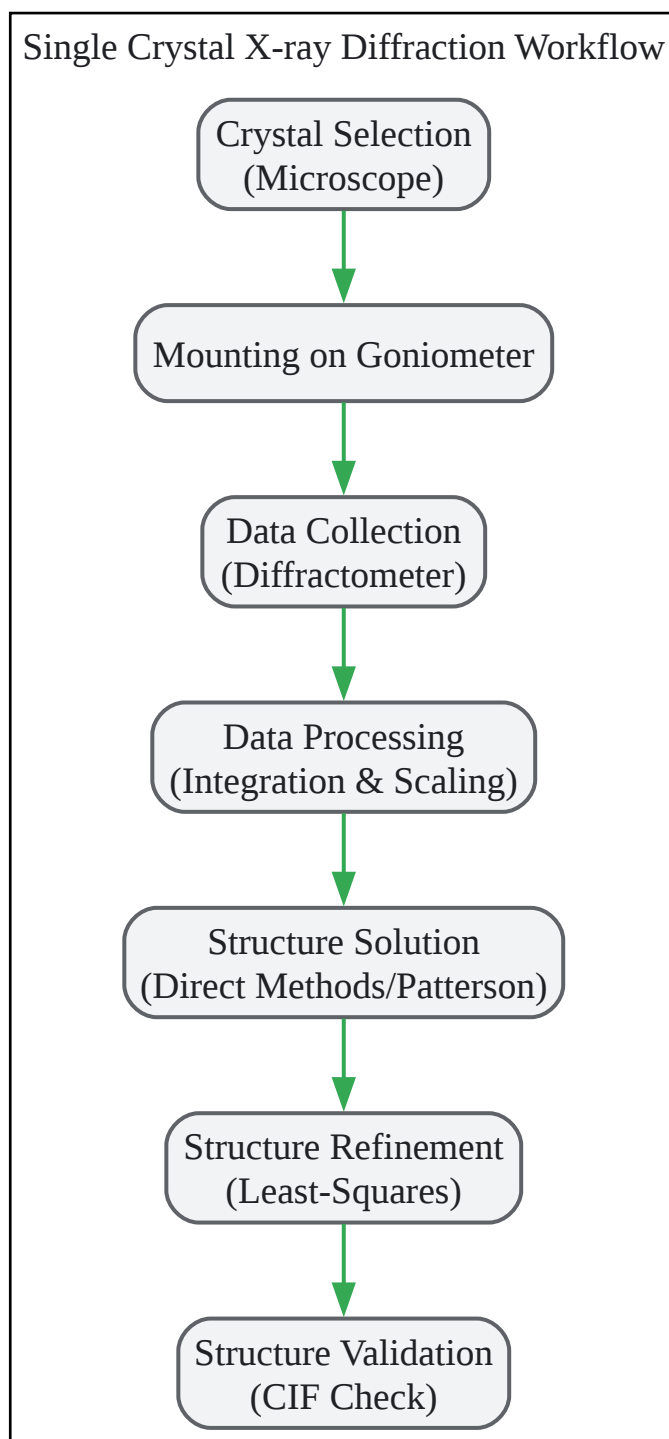 Single Crystal X-ray Diffraction Workflow
Crystal Selection
(Microscope)
Mounting on Goniometer
Data Collection
(Diffractometer)
Data Processing
(Integration & Scaling)
Structure Solution
(Direct Methods/Patterson)
Structure Refinement
(Least-Squares)
Structure Validation
(CIF Check)